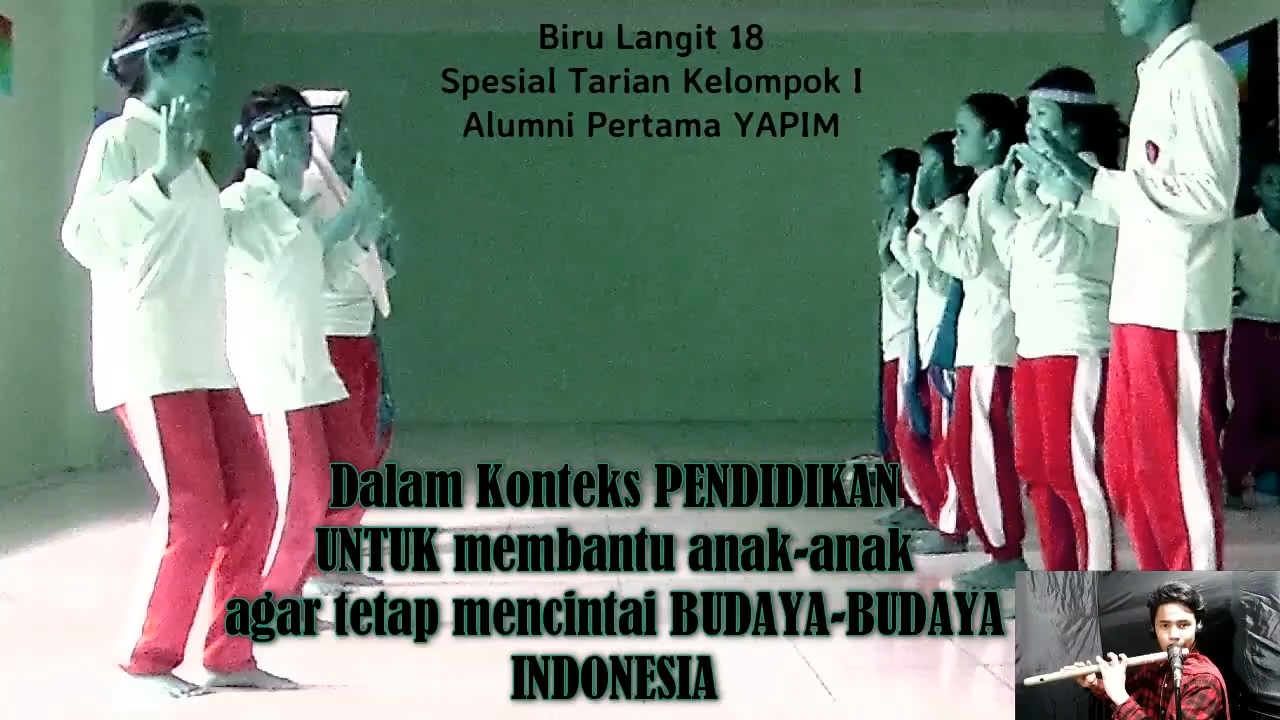 Biru Langit 18
Spesial Tarian Kelompok I
Alumni Pertama YAPIM
Dalam Konteks PENDIDIKAN
UNTUK membantu anak-anak
agar tetap mencintai BUDAYA-BUDAYA
INDONESIA